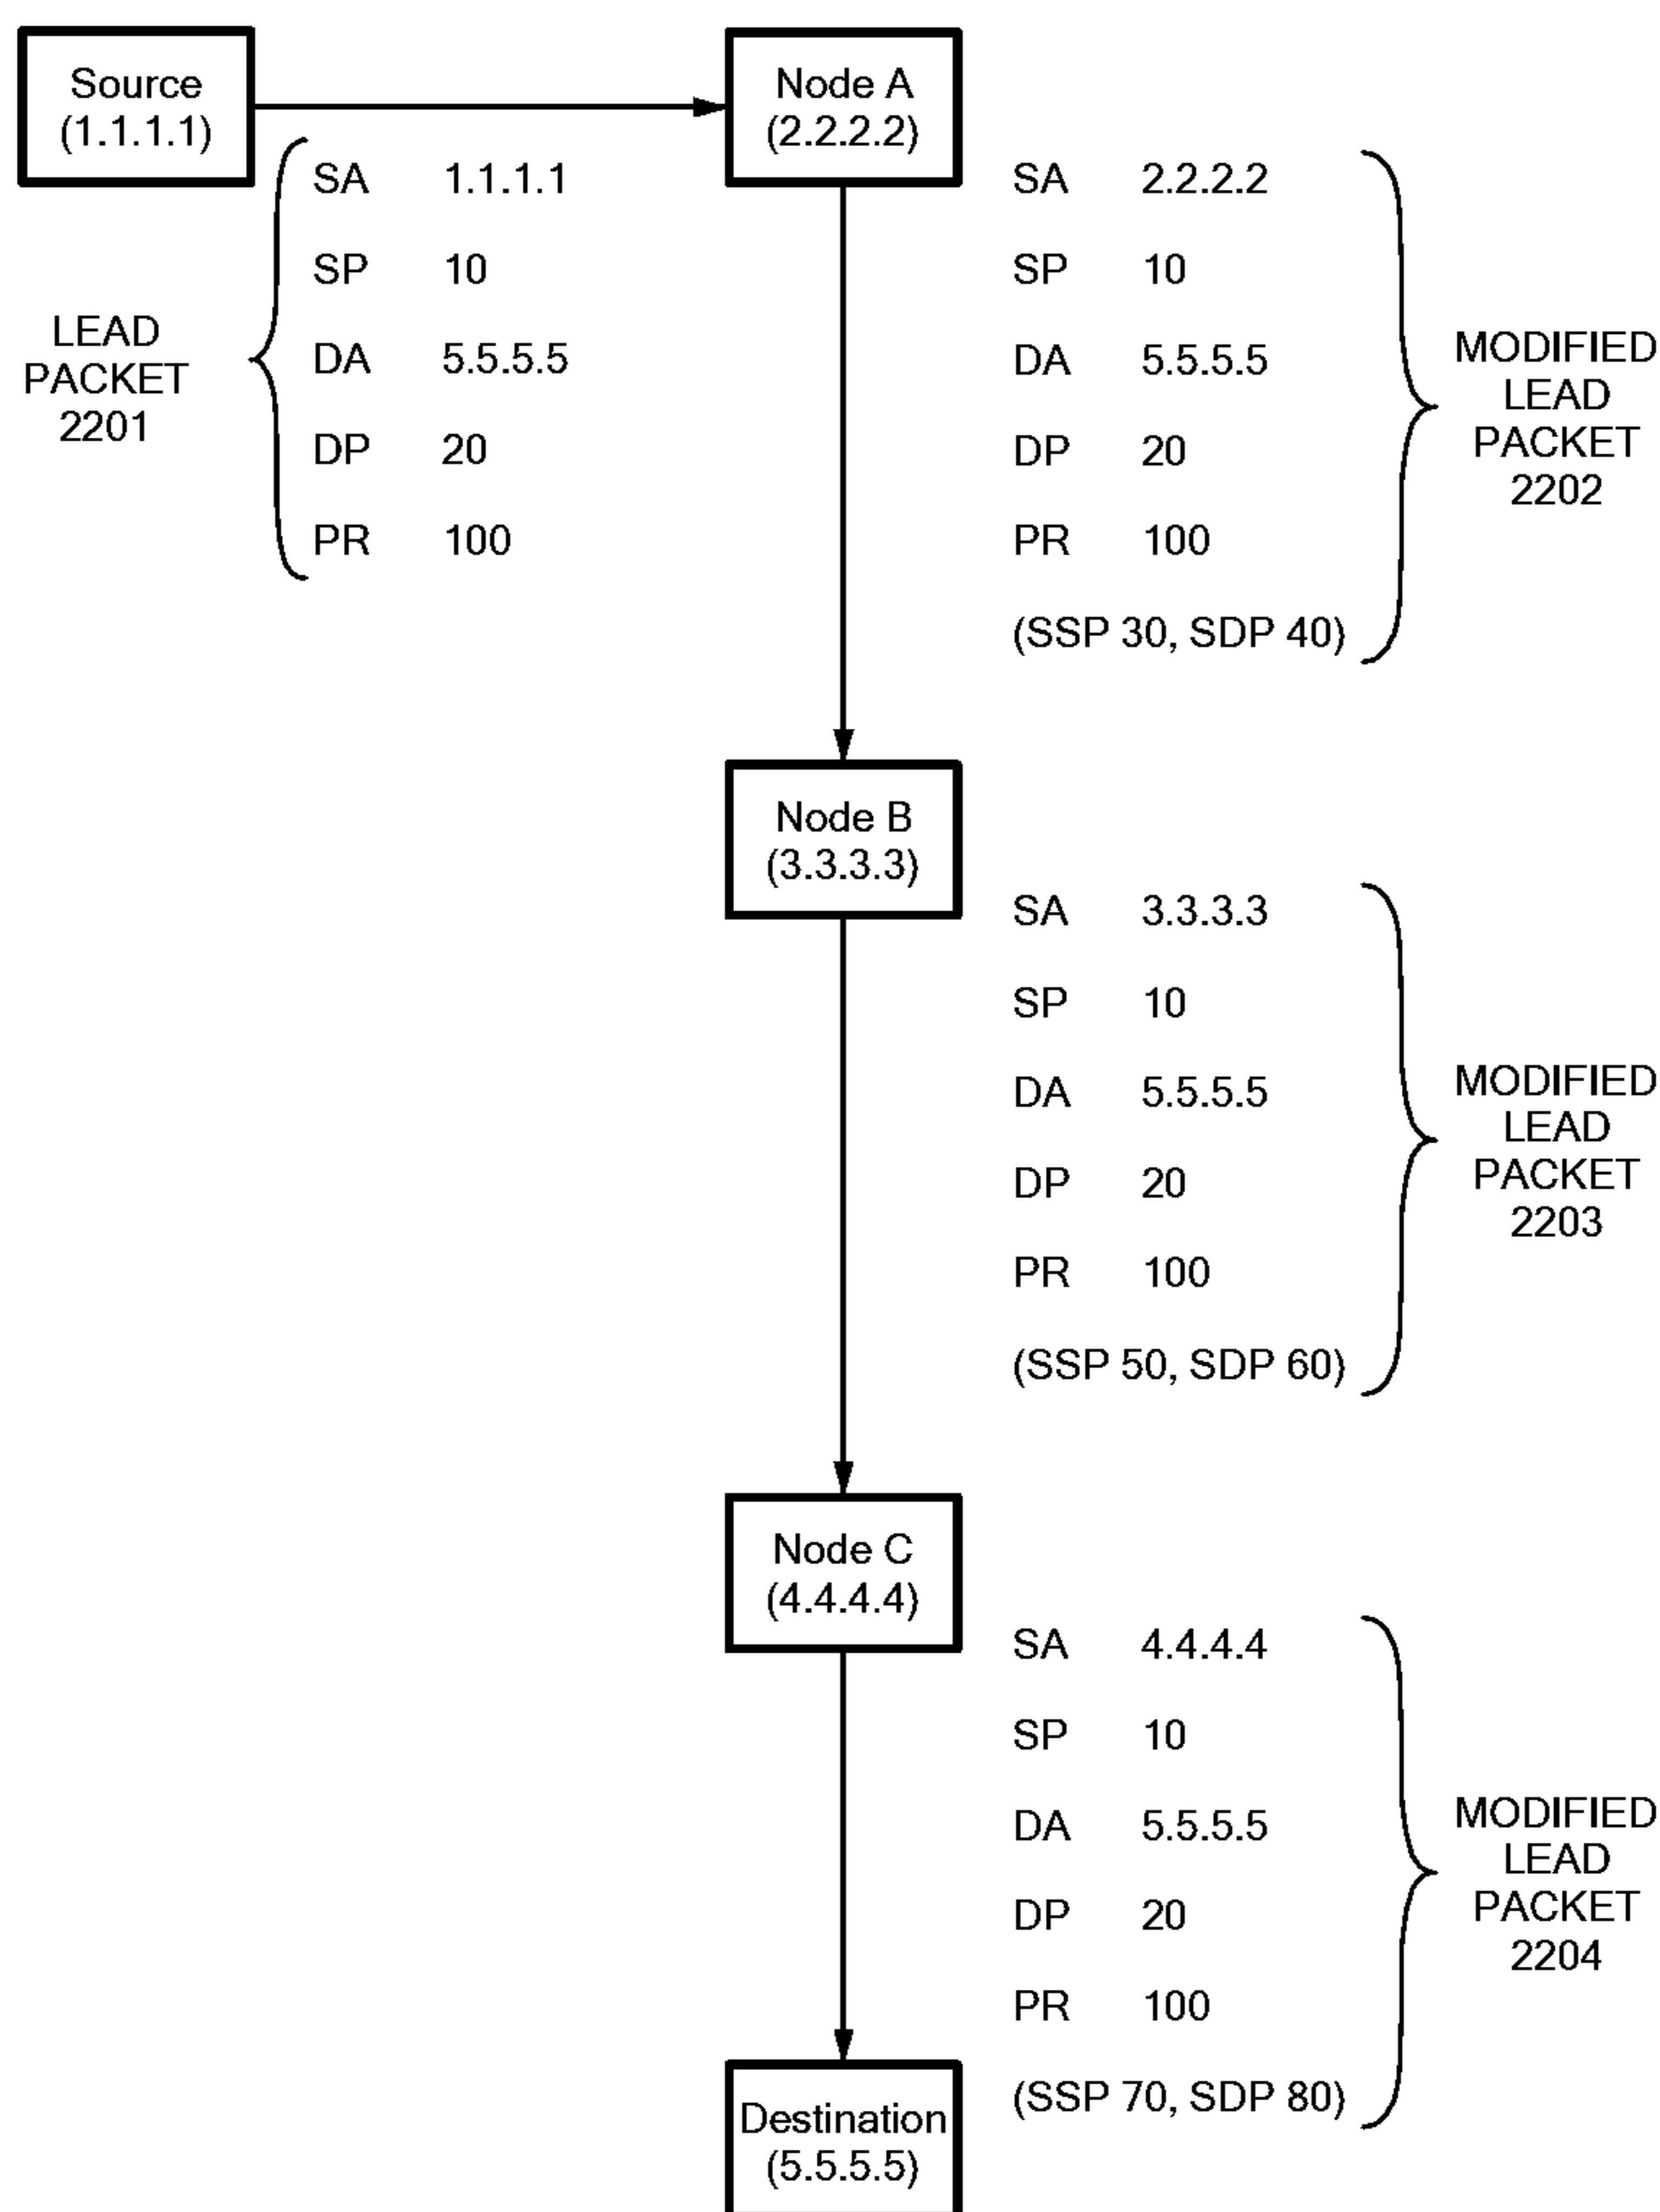 Source
(1.1.1.1)
Node A
(2.2.2.2)
LEAD
PACKET
2201
SA 1.1.1.1
SP 10
DA 5.5.5.5
DP 20
PR 100
SA 2.2.2.2
SP 10
DA 5.5.5.5
DP 20
PR 100
(SSP 30, SDP 40)
MODIFIED
LEAD
PACKET
2202
Node B
(3.3.3.3)
SA 3.3.3.3
SP 10
DA 5.5.5.5
DP 20
PR 100
(SSP 50, SDP 60)
MODIFIED
LEAD
PACKET
2203
Node C
(4.4.4.4)
SA 4.4.4.4
SP 10
DA 5.5.5.5
DP 20
PR 100
(SSP 70, SDP 80)
MODIFIED
LEAD
PACKET
2204
Destination
(5.5.5.5)